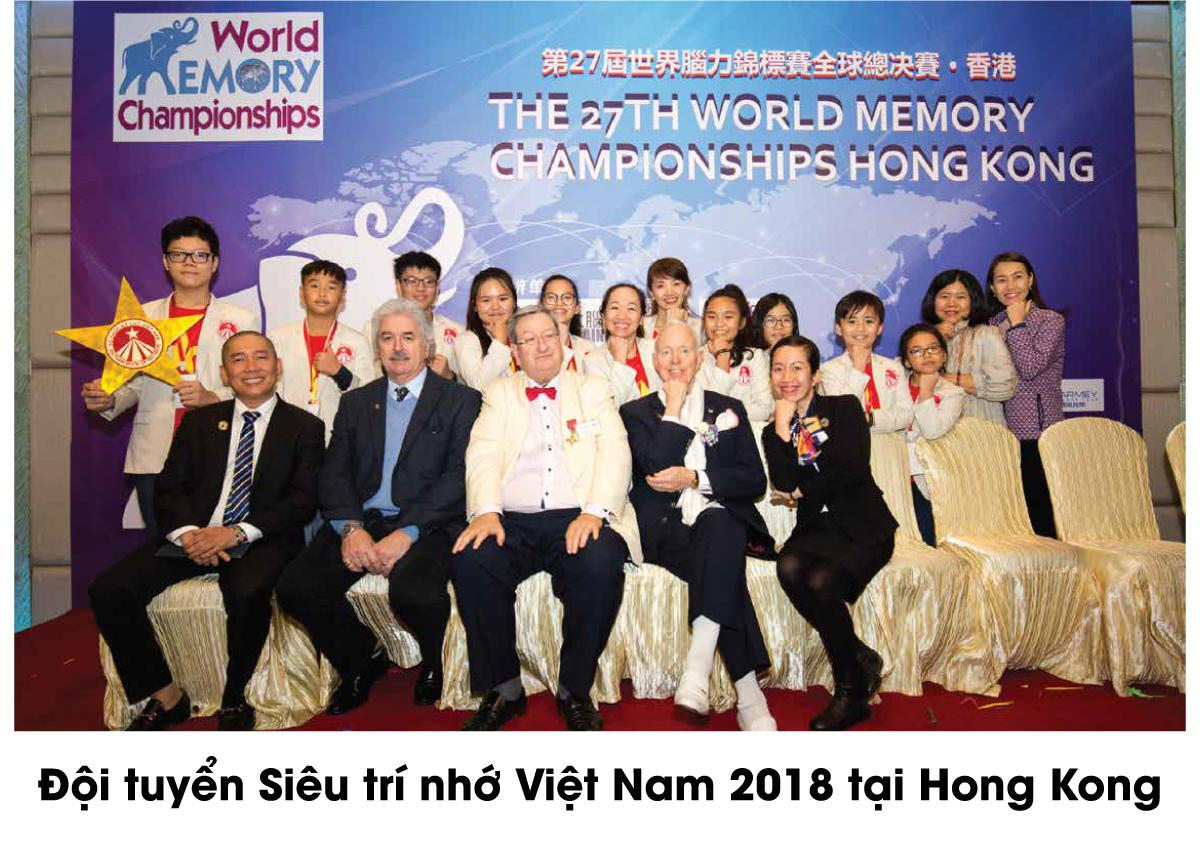 World
MEMORY
Championships
第27屆世界腦力錦標賽全球總決賽・香港
THE 27TH WORLD MEMORY
CHAMPIONSHIPS HONG KONG
Đội tuyển Siêu trí nhớ Việt Nam 2018 tại Hong Kong